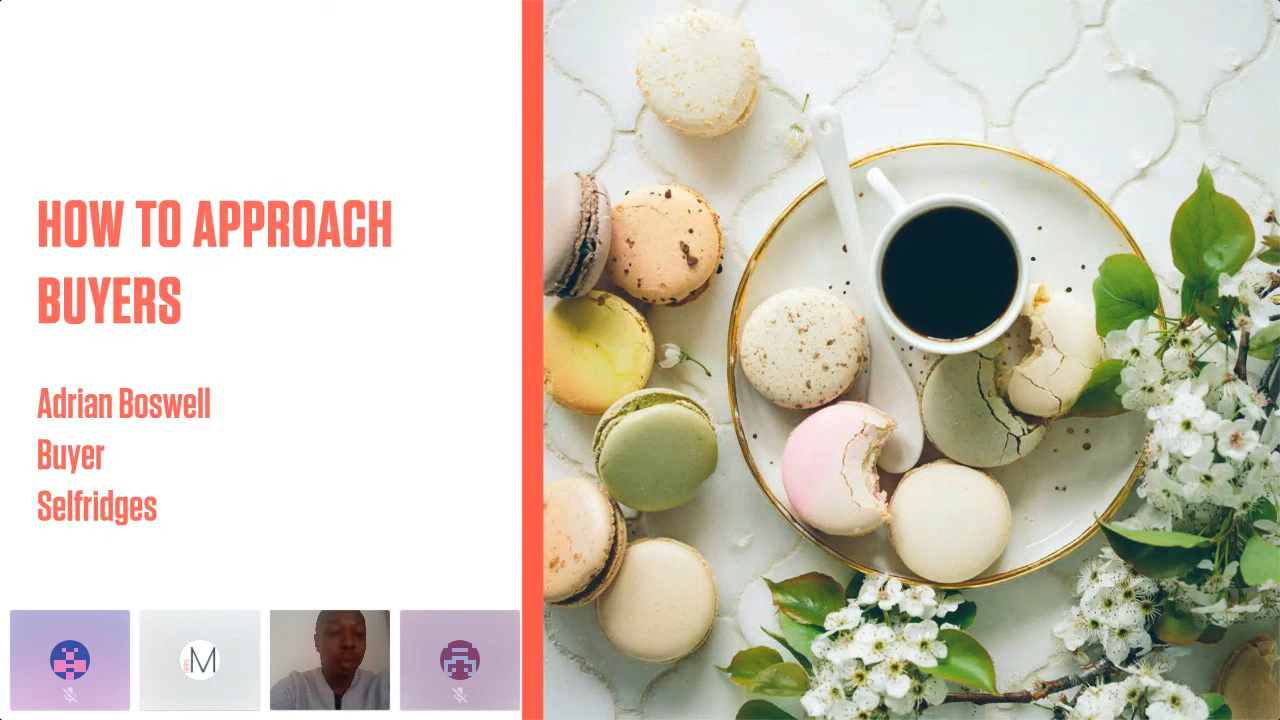 HOW TO APPROACH
BUYERS
Adrian Boswell
Buyer
Selfridges
M